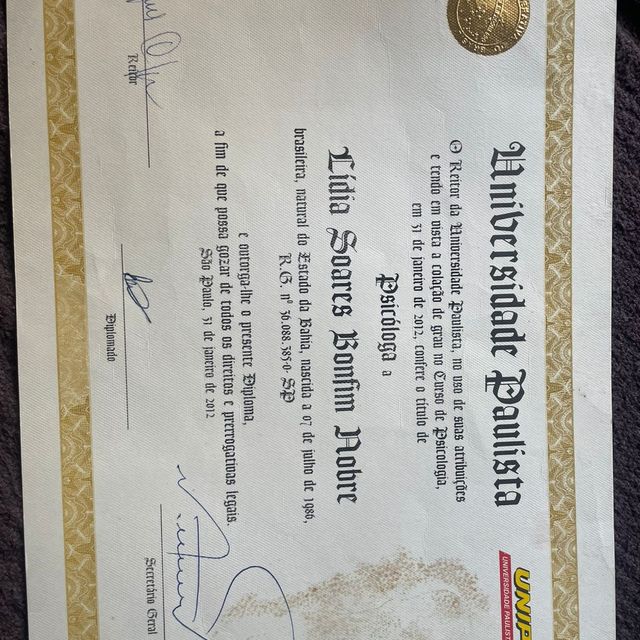 UNIP
UNIVERSIDADE PAULISTA
Universidade Paulista
O Reitor da Universidade Paulista, no uso de suas atribuições
e tendo em vista a colação de grau no Curso de Psicologia,
em 31 de janeiro de 2012, confere o título de
Psicóloga a
Lídia Soares Bonfim Nobre
brasileira, natural do Estado da Bahia, nascida a 07 de julho de 1986,
R.G. nº 36.088.385-0 SP
e outorga-lhe o presente Diploma,
a fim de que possa gozar de todos os direitos e prerrogativas legais.
São Paulo, 31 de janeiro de 2012
Reitor
Diplomado
Secretário Geral